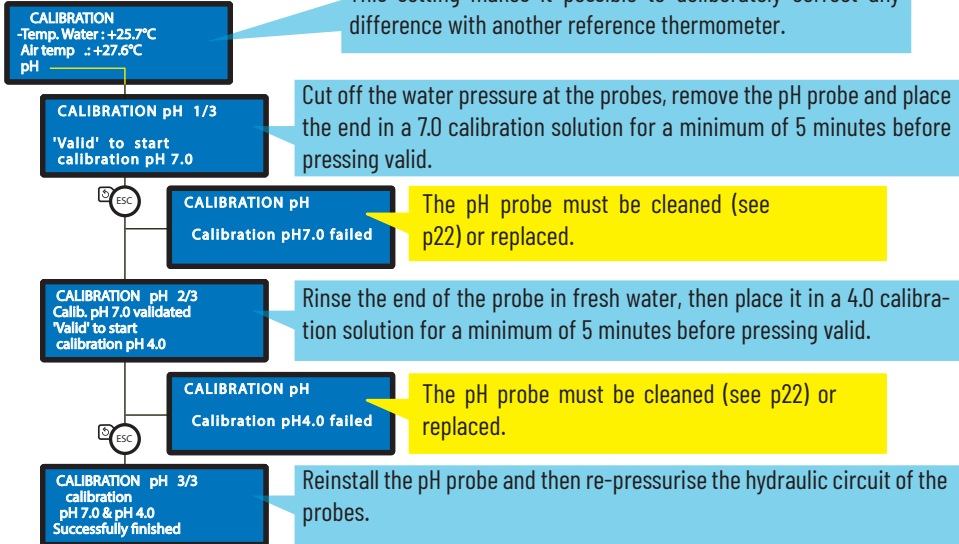 This setting makes it possible to deliberately correct any
difference with another reference thermometer.
CALIBRATION
-Temp. Water : +25.7°C
Air temp .: +27.6°C
pH
CALIBRATION pH 1/3
'Valid' to start
calibration pH 7.0
Cut off the water pressure at the probes, remove the pH probe and place
the end in a 7.0 calibration solution for a minimum of 5 minutes before
pressing valid.
ESC
CALIBRATION pH
Calibration pH7.0 failed
The pH probe must be cleaned (see
p22) or replaced.
CALIBRATION pH 2/3
Calib. pH 7.0 validated
'Valid' to start
calibration pH 4.0
Rinse the end of the probe in fresh water, then place it in a 4.0 calibra-
tion solution for a minimum of 5 minutes before pressing valid.
CALIBRATION pH
Calibration pH4.0 failed
The pH probe must be cleaned (see p22) or
replaced.
ESC
CALIBRATION pH 3/3
calibration
pH 7.0 & pH 4.0
Successfully finished
Reinstall the pH probe and then re-pressurise the hydraulic circuit of the
probes.